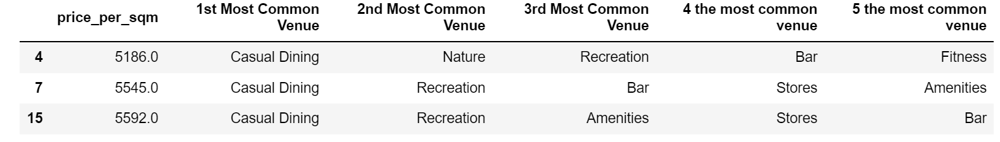 price_per_sqm 1st Most Common Venue 2nd Most Common Venue 3rd Most Common Venue 4 the most common venue 5 the most common venue
4 5186.0 Casual Dining Nature Recreation Bar Fitness
7 5545.0 Casual Dining Recreation Bar Stores Amenities
15 5592.0 Casual Dining Recreation Amenities Stores Bar